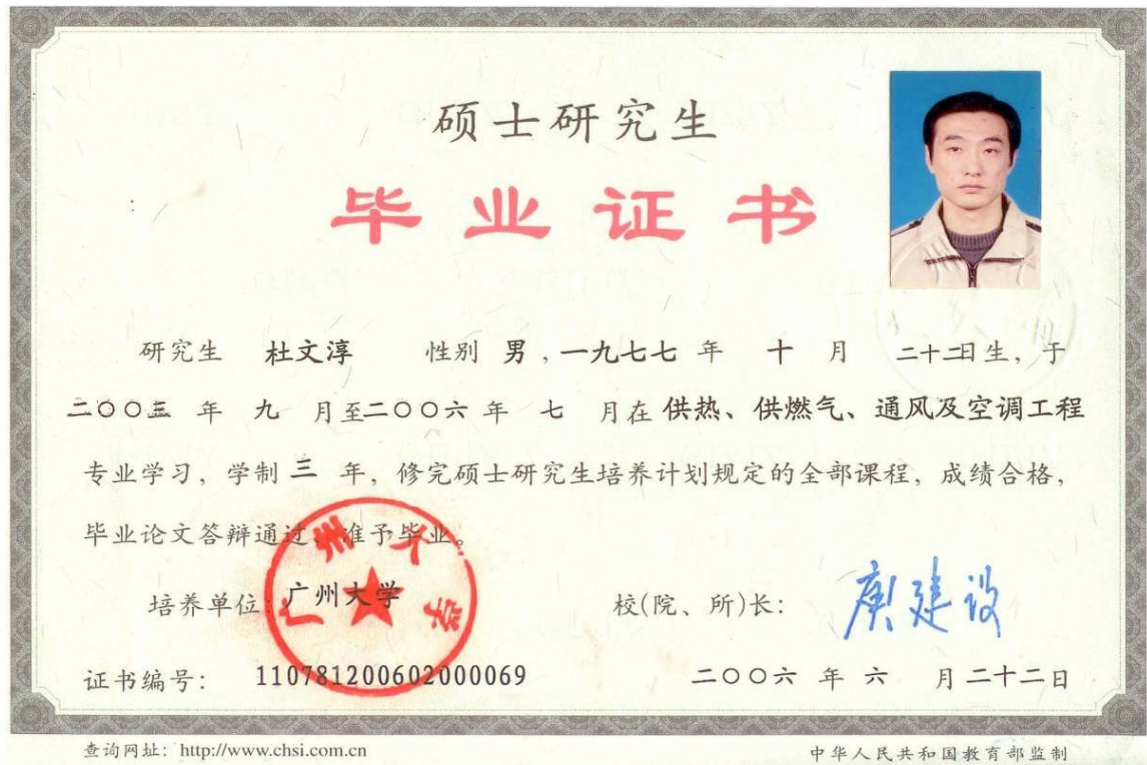 硕士研究生
毕业证书
研究生 杜文淳 性别 男，一九七七 年 十 月 二十二日生，于
二〇〇三 年 九 月至二〇〇六 年 七 月在 供热、供燃气、通风及空调工程
专业学习，学制 三 年，修完硕士研究生培养计划规定的全部课程，成绩合格，
毕业论文答辩通过，准予毕业。
广州大学
培养单位：广州大学 校(院、所)长： 庾建设
证书编号： 110781200602000069 二〇〇六 年 六 月 二十二日
查询网址：http://www.chsi.com.cn 中华人民共和国教育部监制